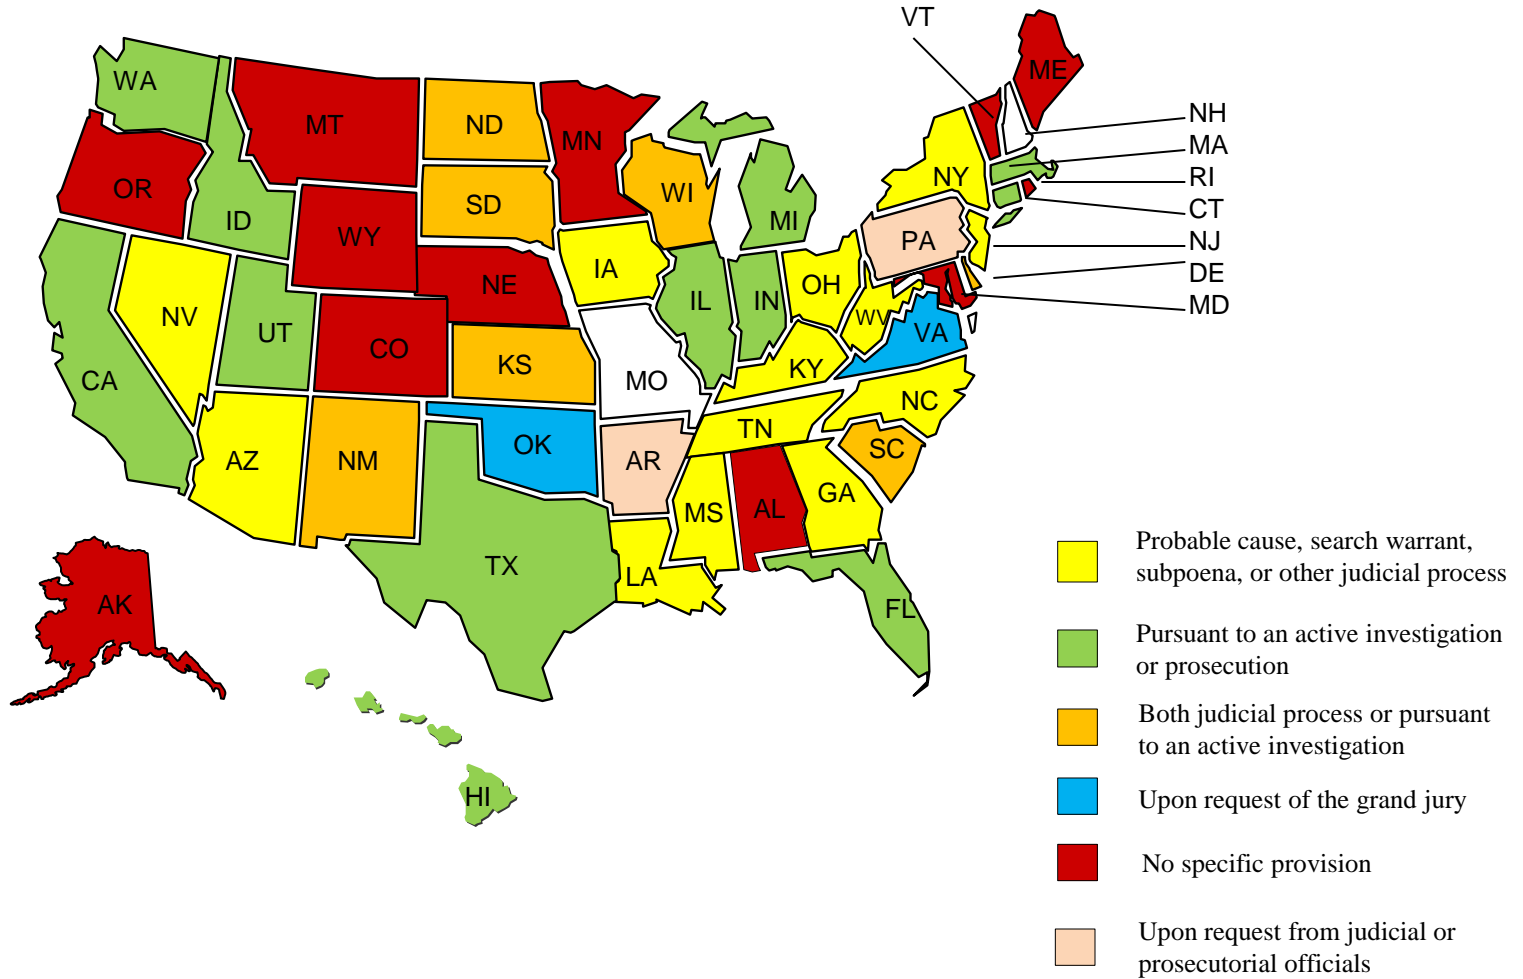 VT
ME
WA
MT
ND
MN
NH
MA
OR
ID
SD
WI
MI
NY
RI
CT
WY
PA
NJ
DE
MD
NE
IA
IL
IN
OH
WV
VA
NV
UT
CO
KS
MO
KY
CA
NC
TN
AZ
NM
OK
AR
SC
MS
AL
GA
TX
LA
FL
AK
HI
Probable cause, search warrant,
subpoena, or other judicial process
Pursuant to an active investigation
or prosecution
Both judicial process or pursuant
to an active investigation
Upon request of the grand jury
No specific provision
Upon request from judicial or
prosecutorial officials